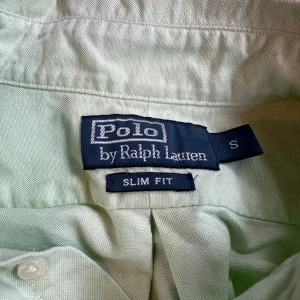 Polo
by Ralph Lauren
S
SLIM FIT